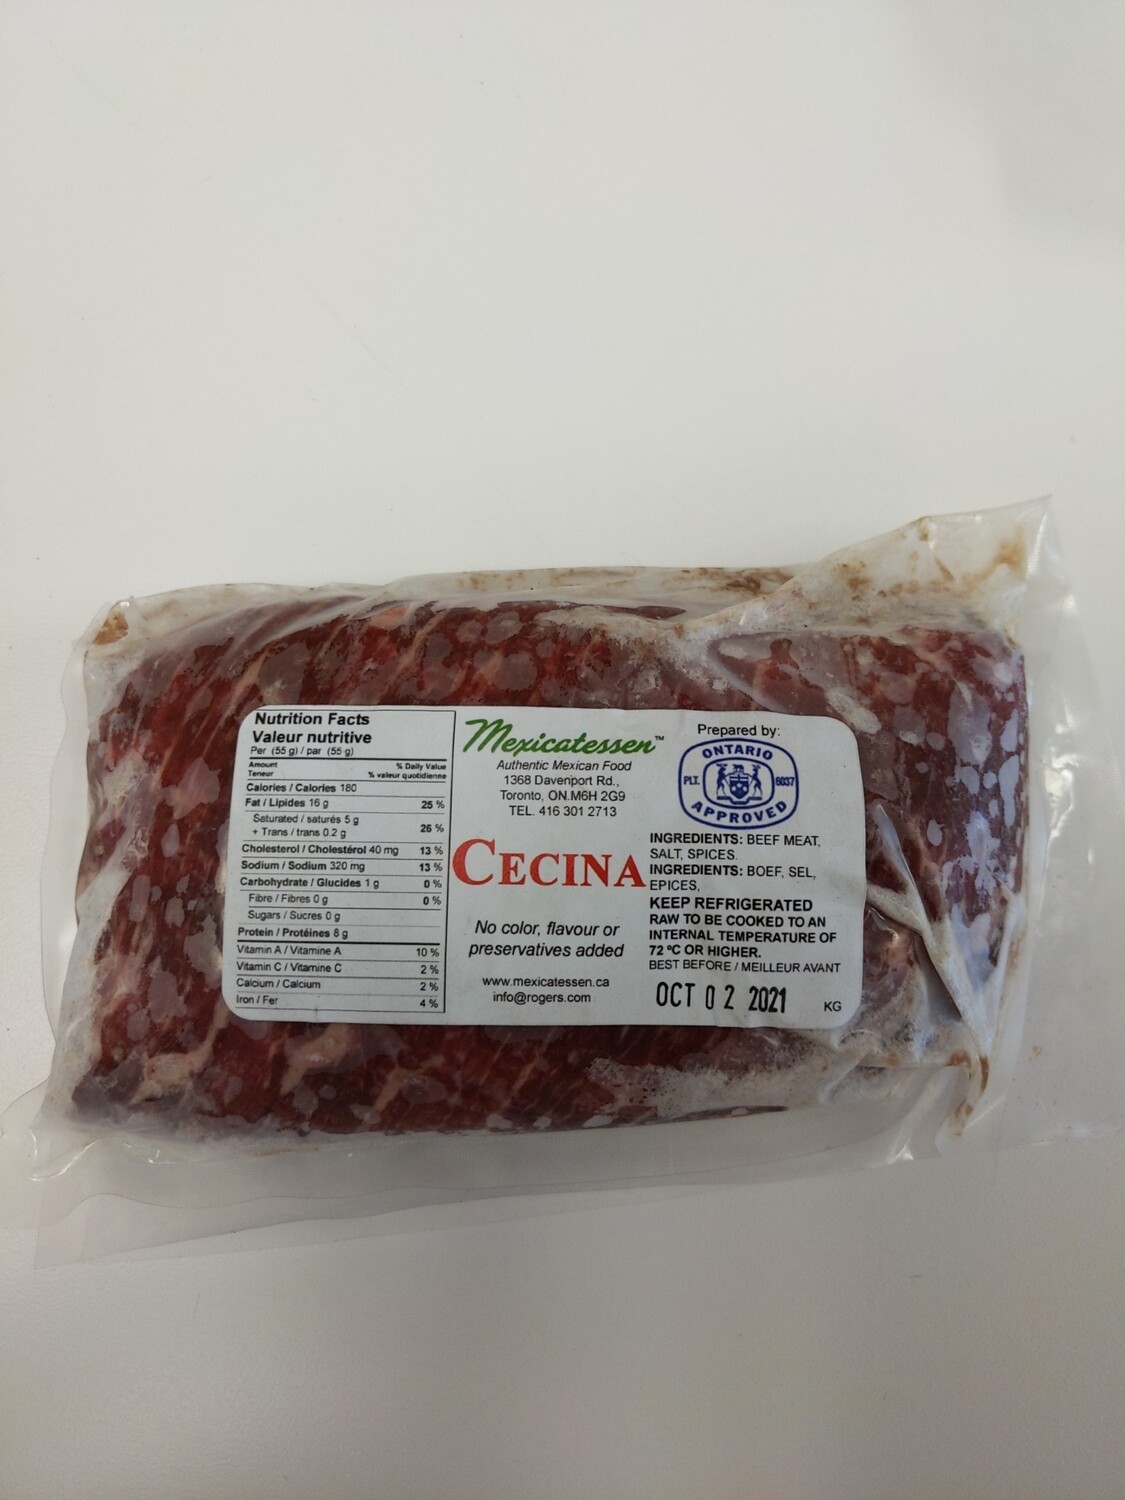 Nutrition Facts
Valeur nutritive
Per (55 g) / par (55 g)
Amount % Daily Value
Teneur % valeur quotidienne
Calories / Calories 180
Fat / Lipides 16 g 25 %
Saturated / saturés 5 g
+ Trans / trans 0.2 g 26 %
Cholesterol / Cholestérol 40 mg 13 %
Sodium / Sodium 320 mg 13 %
Carbohydrate / Glucides 1 g 0 %
Fibre / Fibres 0 g 0 %
Sugars / Sucres 0 g
Protein / Protéines 8 g
Vitamin A / Vitamine A 10 %
Vitamin C / Vitamine C 2 %
Calcium / Calcium 2 %
Iron / Fer 4 %
Mexicatessen™
Authentic Mexican Food
1368 Davenport Rd.,
Toronto, ON.M6H 2G9
TEL. 416 301 2713
CECINA
No color, flavour or
preservatives added
www.mexicatessen.ca
info@rogers.com
Prepared by:
ONTARIO
PLT. 6037
APPROVED
INGREDIENTS: BEEF MEAT,
SALT, SPICES.
INGREDIENTS: BOEF, SEL,
EPICES,
KEEP REFRIGERATED
RAW TO BE COOKED TO AN
INTERNAL TEMPERATURE OF
72 ºC OR HIGHER.
BEST BEFORE / MEILLEUR AVANT
OCT 02 2021
KG